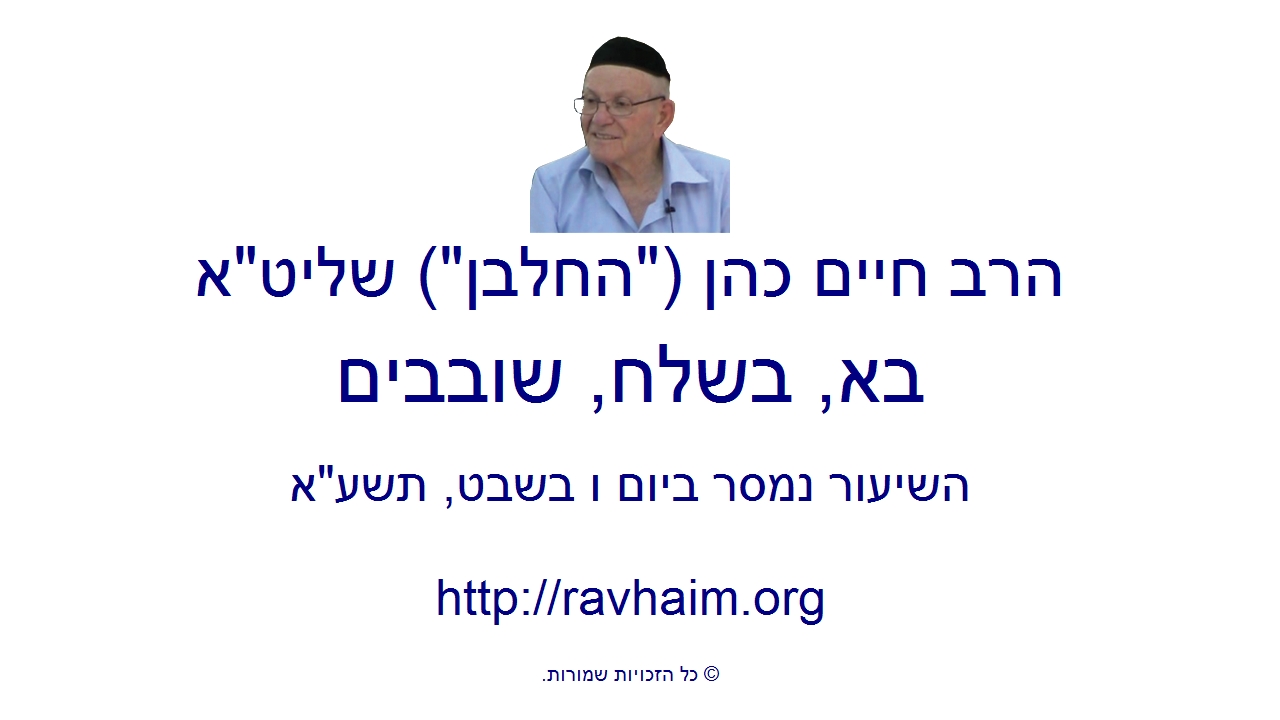 הרב חיים כהן ("החלבן") שליט"א
בא, בשלח, שובבים
השיעור נמסר ביום ו בשבט, תשע"א
http://ravhaim.org
© כל הזכויות שמורות.